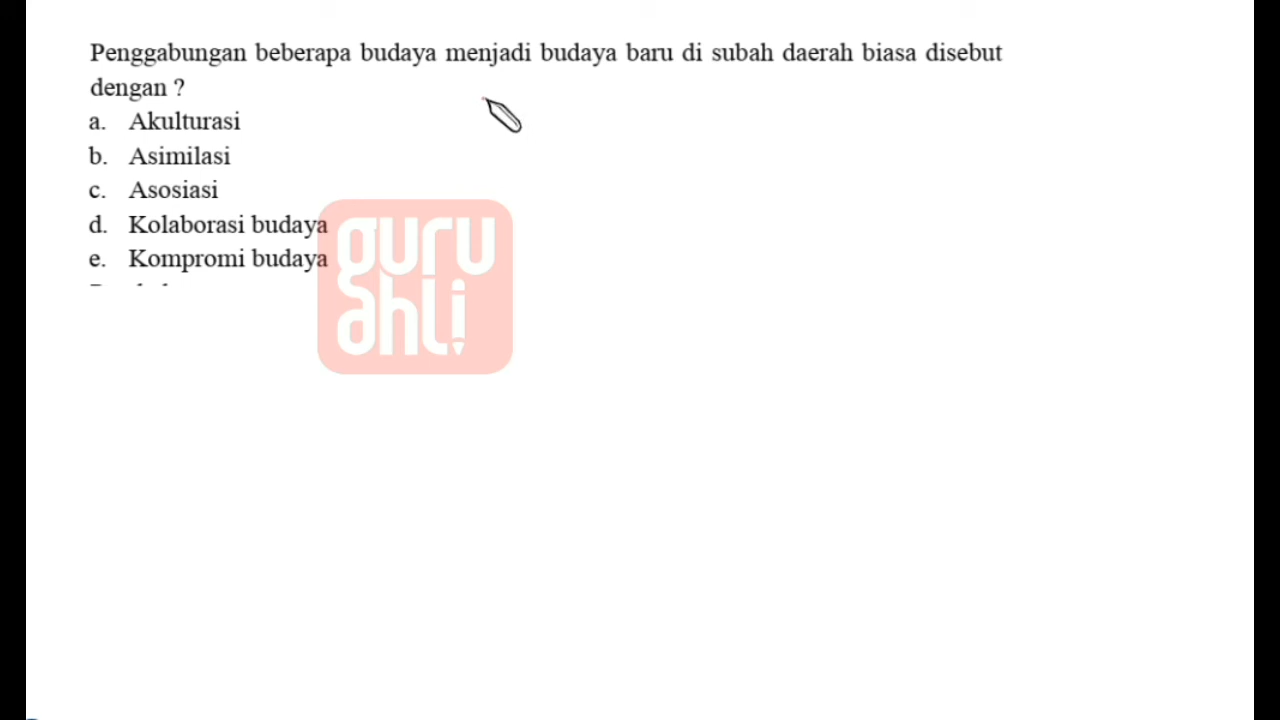 Penggabungan beberapa budaya menjadi budaya baru di subah daerah biasa disebut
dengan ?
a. Akulturasi
b. Asimilasi
c. Asosiasi
d. Kolaborasi budaya
e. Kompromi budaya
guru
ahli